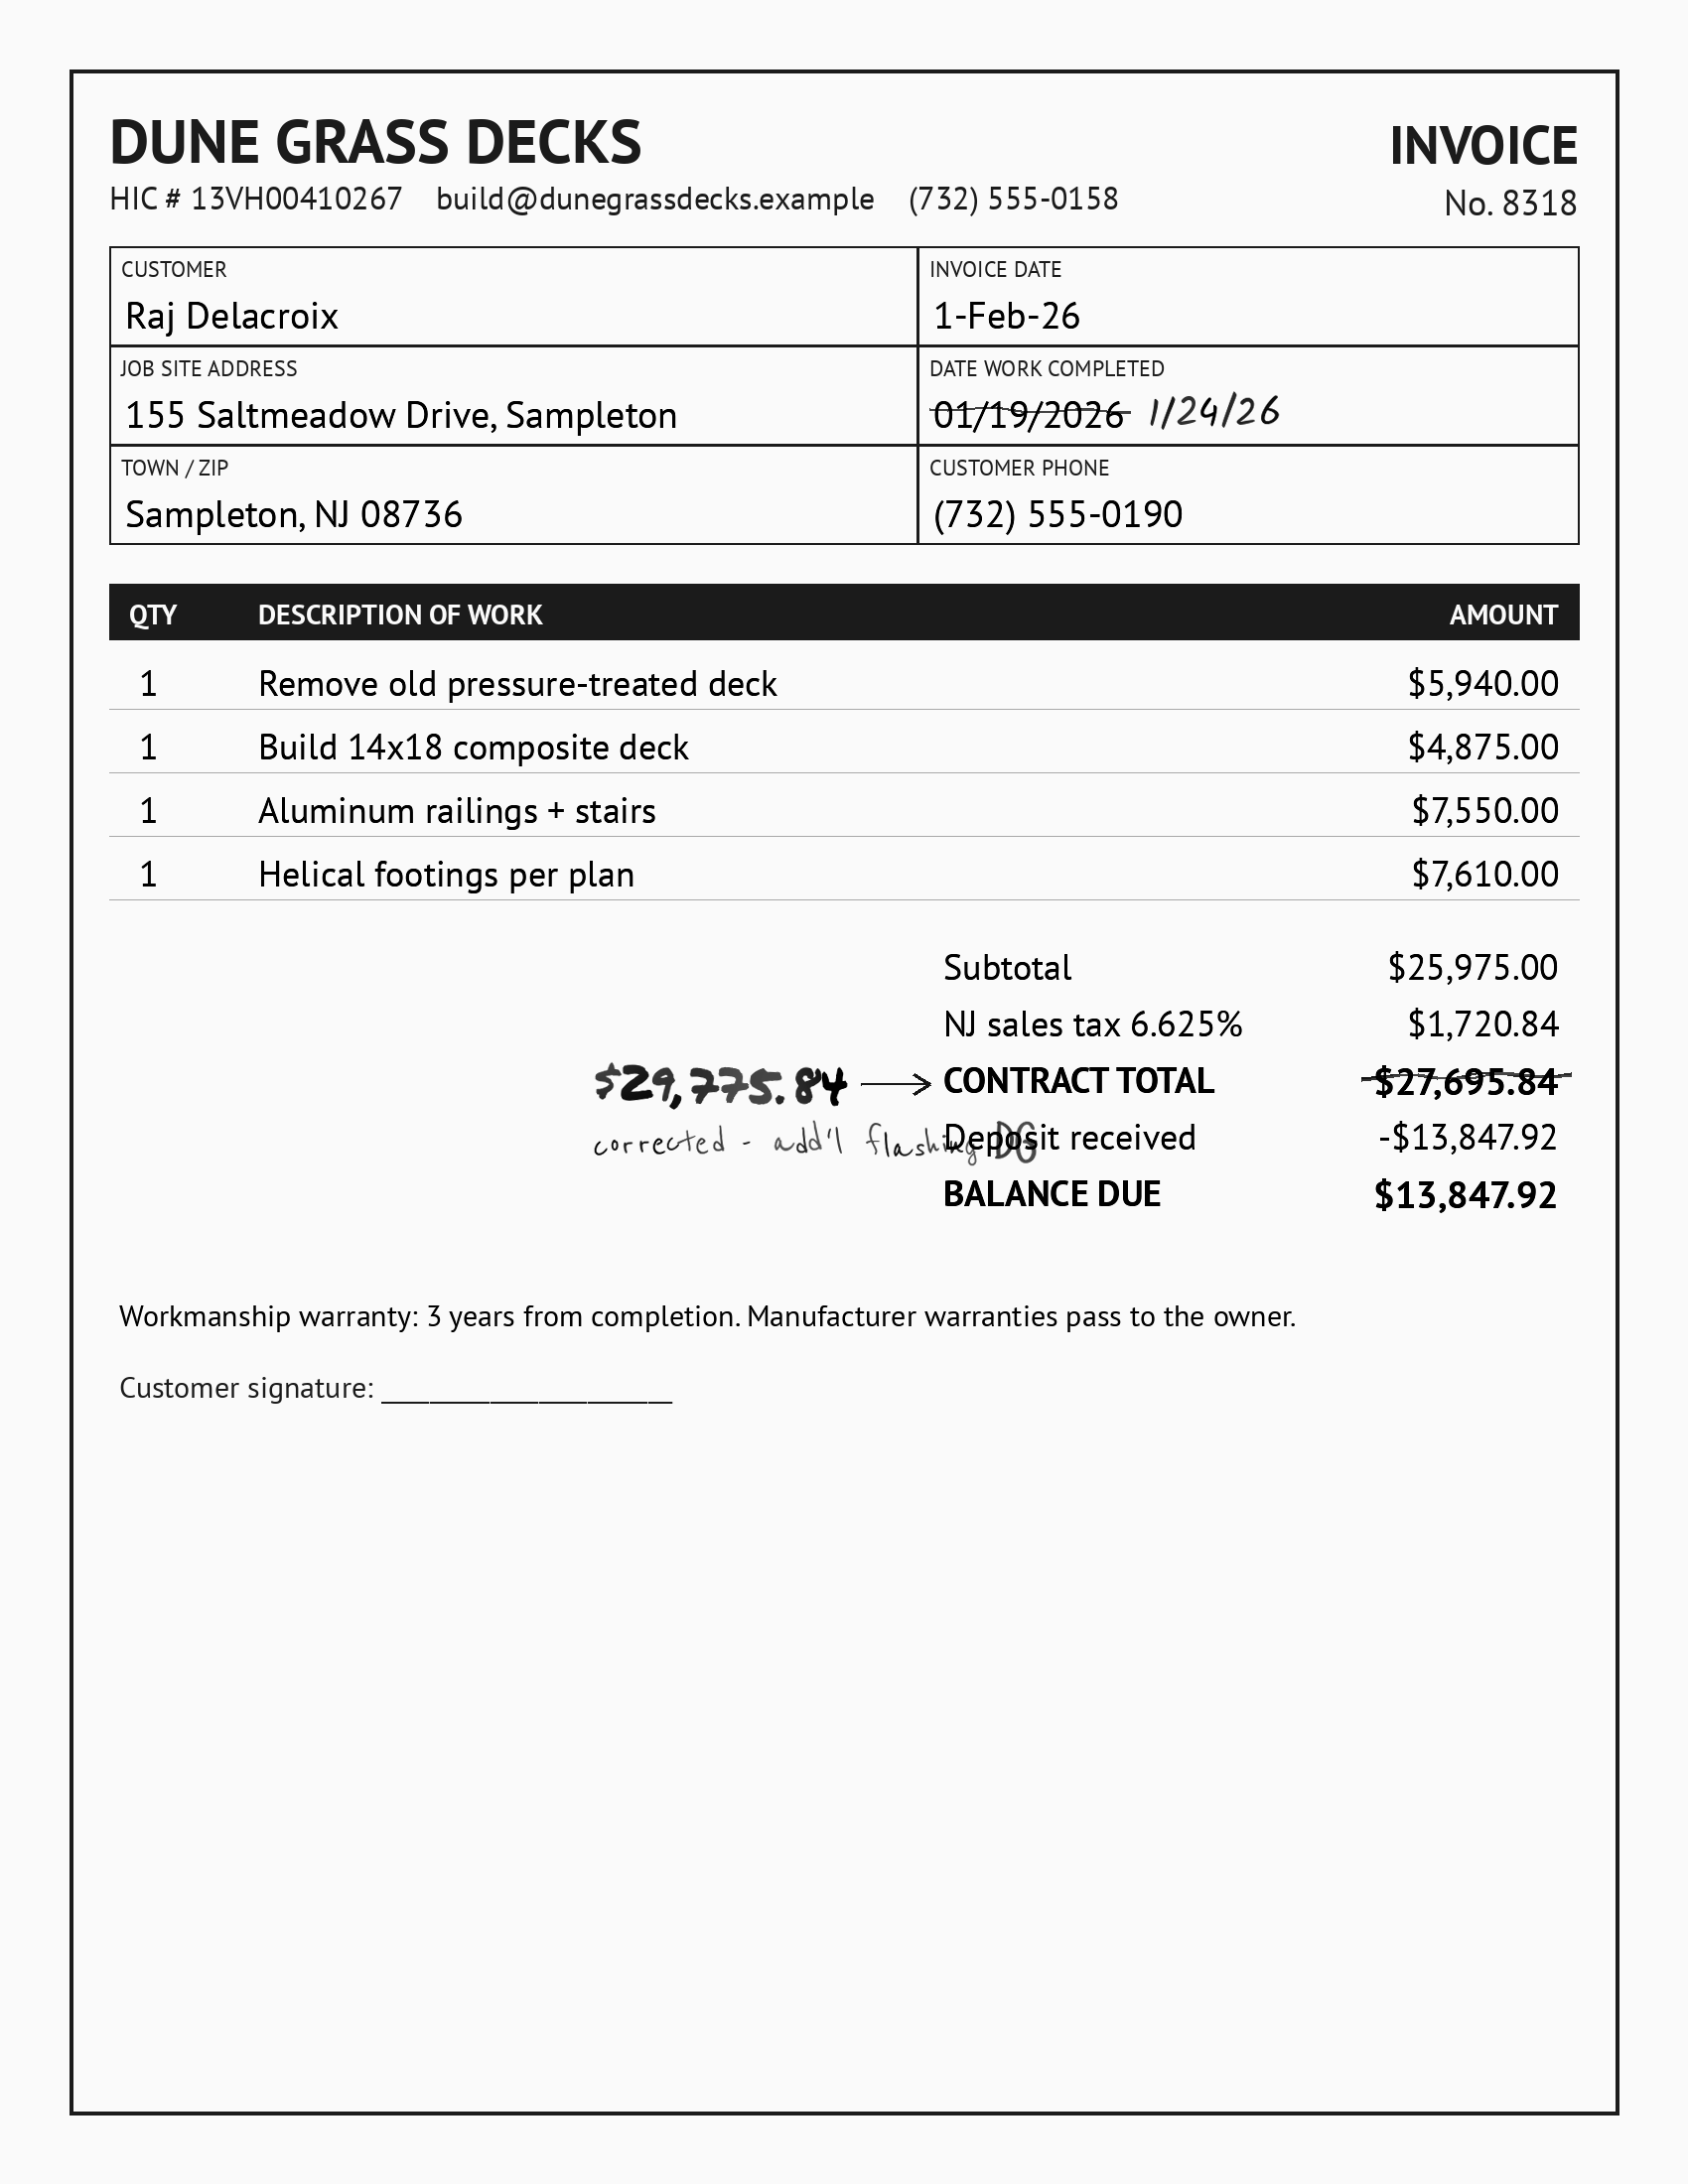 DUNE GRASS DECKS
INVOICE
HIC # 13VH00410267 build@dunegrassdecks.example (732) 555-0158
No. 8318
CUSTOMER
Raj Delacroix
INVOICE DATE
1-Feb-26
JOB SITE ADDRESS
155 Saltmeadow Drive, Sampleton
DATE WORK COMPLETED
01/19/2026 1/24/26
TOWN / ZIP
Sampleton, NJ 08736
CUSTOMER PHONE
(732) 555-0190
QTY DESCRIPTION OF WORK AMOUNT
1 Remove old pressure-treated deck $5,940.00
1 Build 14x18 composite deck $4,875.00
1 Aluminum railings + stairs $7,550.00
1 Helical footings per plan $7,610.00
Subtotal $25,975.00
NJ sales tax 6.625% $1,720.84
$29,775.84 → CONTRACT TOTAL $27,695.84
corrected - add'l flashing DG
Deposit received -$13,847.92
BALANCE DUE $13,847.92
Workmanship warranty: 3 years from completion. Manufacturer warranties pass to the owner.
Customer signature: ____________________